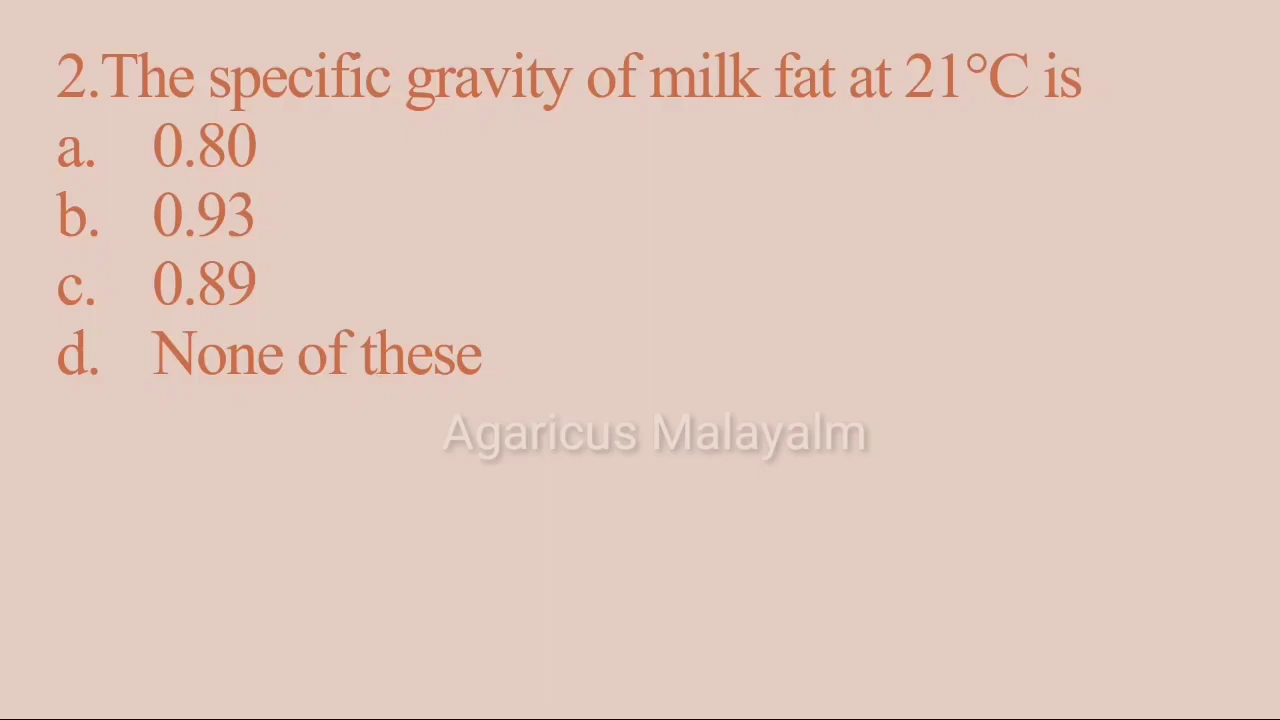 2.The specific gravity of milk fat at 21°C is
a. 0.80
b. 0.93
c. 0.89
d. None of these
Agaricus Malayalm